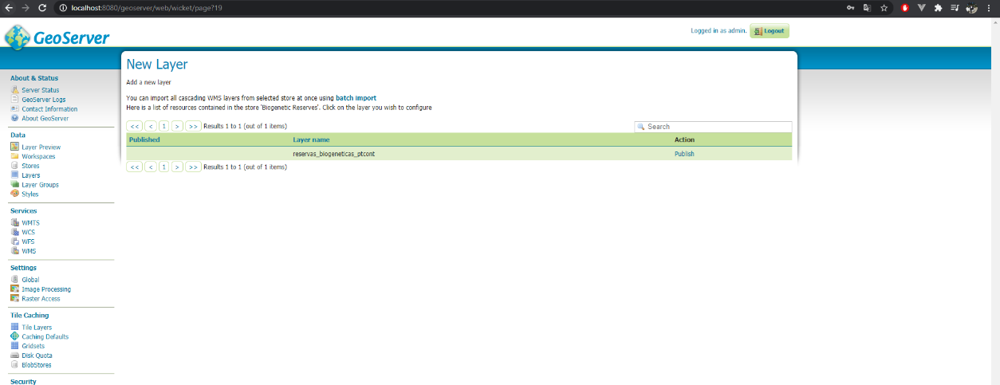 localhost:8080/geoserver/web/wicket/page?19
GeoServer
Logged in as admin.
Logout
About & Status
Server Status
GeoServer Logs
Contact Information
About GeoServer
Data
Layer Preview
Workspaces
Stores
Layers
Layer Groups
Styles
Services
WMTS
WCS
WFS
WMS
Settings
Global
Image Processing
Raster Access
Tile Caching
Tile Layers
Caching Defaults
Gridsets
Disk Quota
BlobStores
Security
New Layer
Add a new layer
You can import all cascading WMS layers from selected store at once using batch import
Here is a list of resources contained in the store 'Biogenetic Reserves'. Click on the layer you wish to configure
<< < 1 > >> Results 1 to 1 (out of 1 items)
Search
Published Layer name Action
reservas_biogeneticas_ptcont Publish
<< < 1 > >> Results 1 to 1 (out of 1 items)